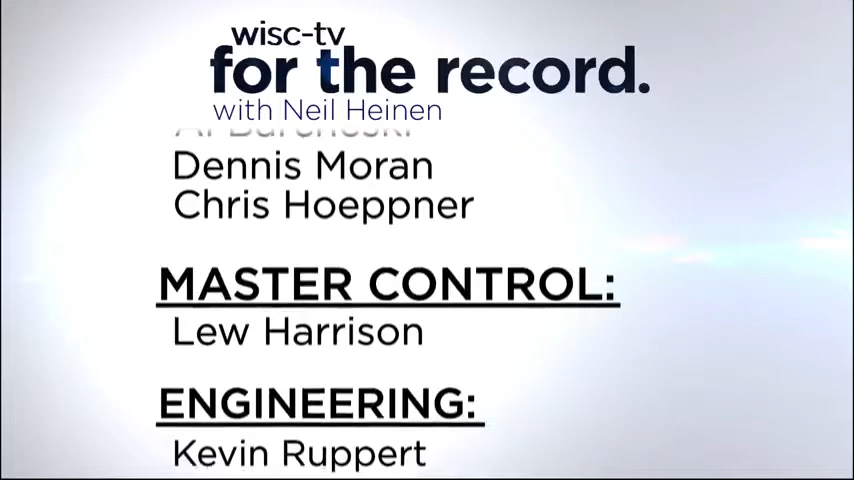 wisc-tv
for the record.
with Neil Heinen
Dennis Moran
Chris Hoeppner
MASTER CONTROL:
Lew Harrison
ENGINEERING:
Kevin Ruppert